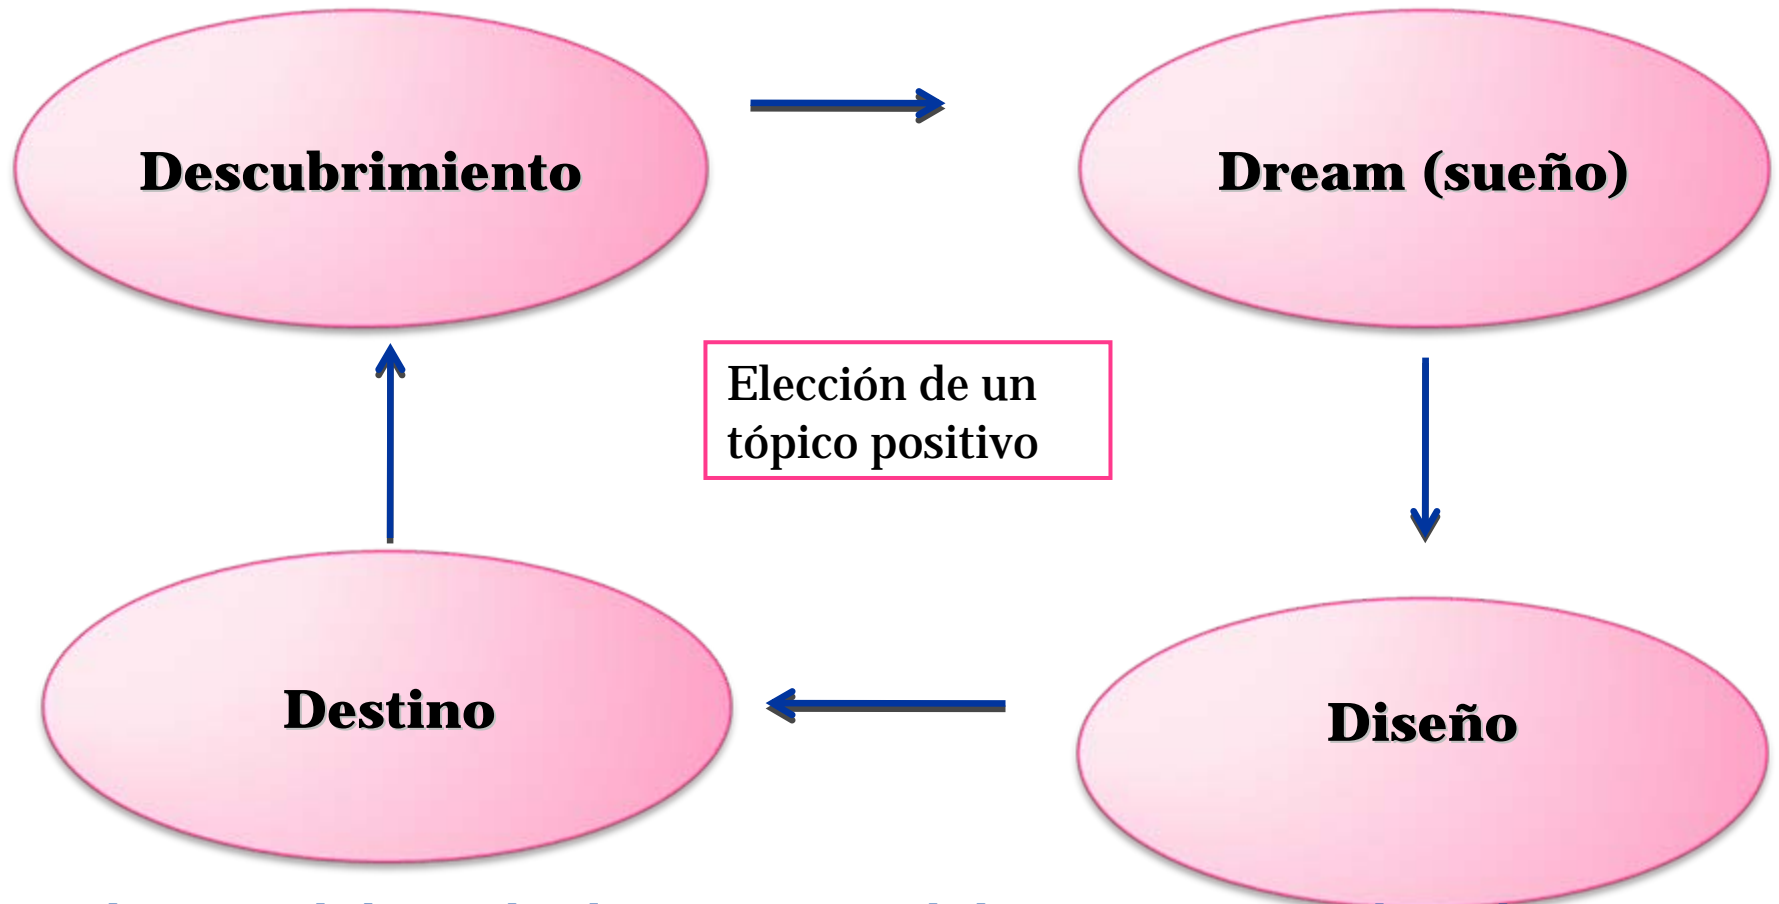 Descubrimiento
Dream (sueño)
Elección de un
tópico positivo
Destino
Diseño